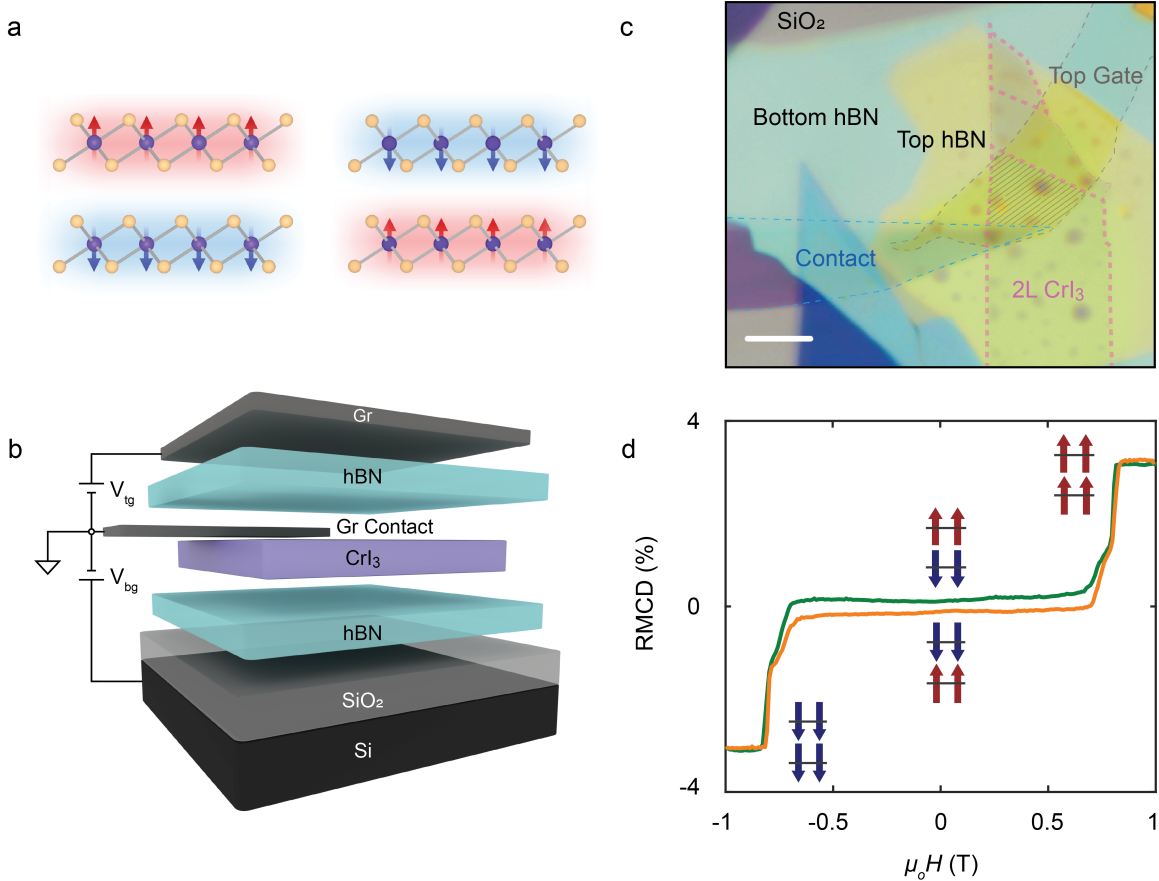 a
b
Gr
hBN
V_tg
Gr Contact
CrI₃
V_bg
hBN
SiO₂
Si
c
SiO₂
Top Gate
Bottom hBN
Top hBN
Contact
2L CrI₃
d
4
0
-4
RMCD (%)
-1
-0.5
0
0.5
1
μₒH (T)